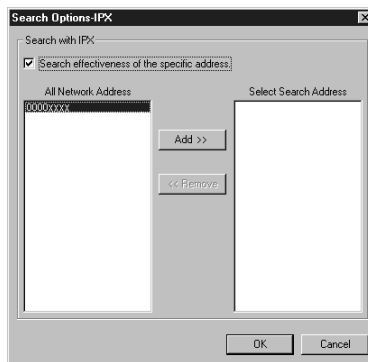 Search Options-IPX
Search with IPX
Search effectiveness of the specific address.
All Network Address
Select Search Address
0000xxxx
Add >>
<< Remove
OK
Cancel